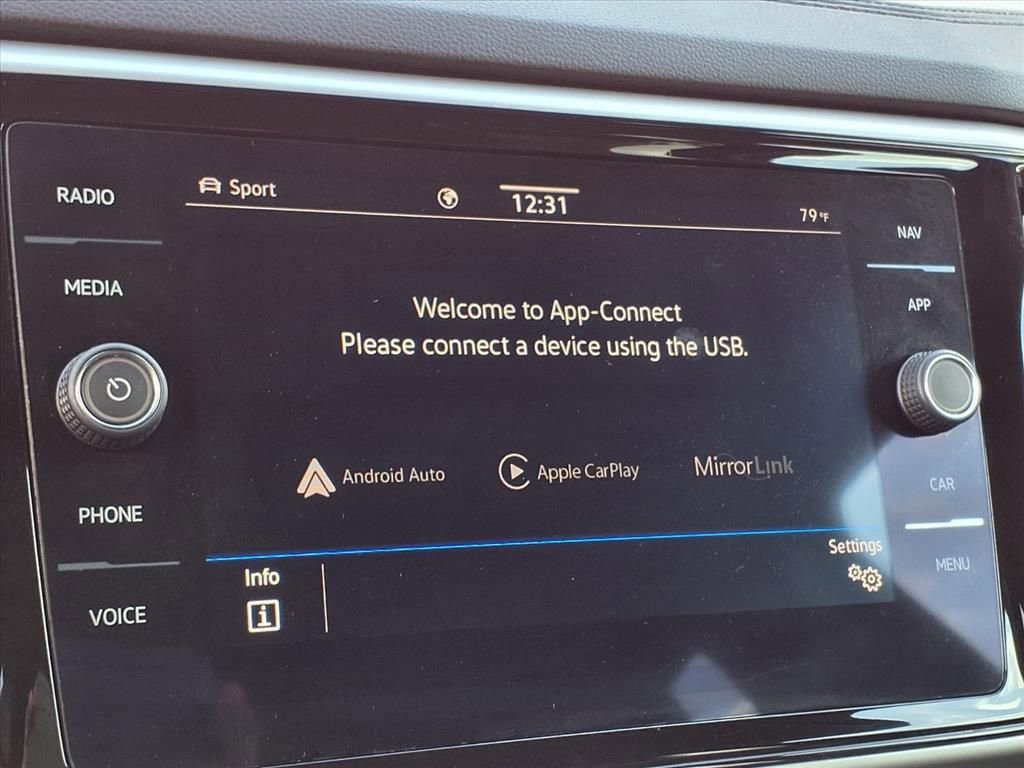 RADIO
MEDIA
PHONE
VOICE
Sport
12:31
79°F
Welcome to App-Connect
Please connect a device using the USB.
Android Auto
Apple CarPlay
MirrorLink
Info
i
Settings
NAV
APP
CAR
MENU